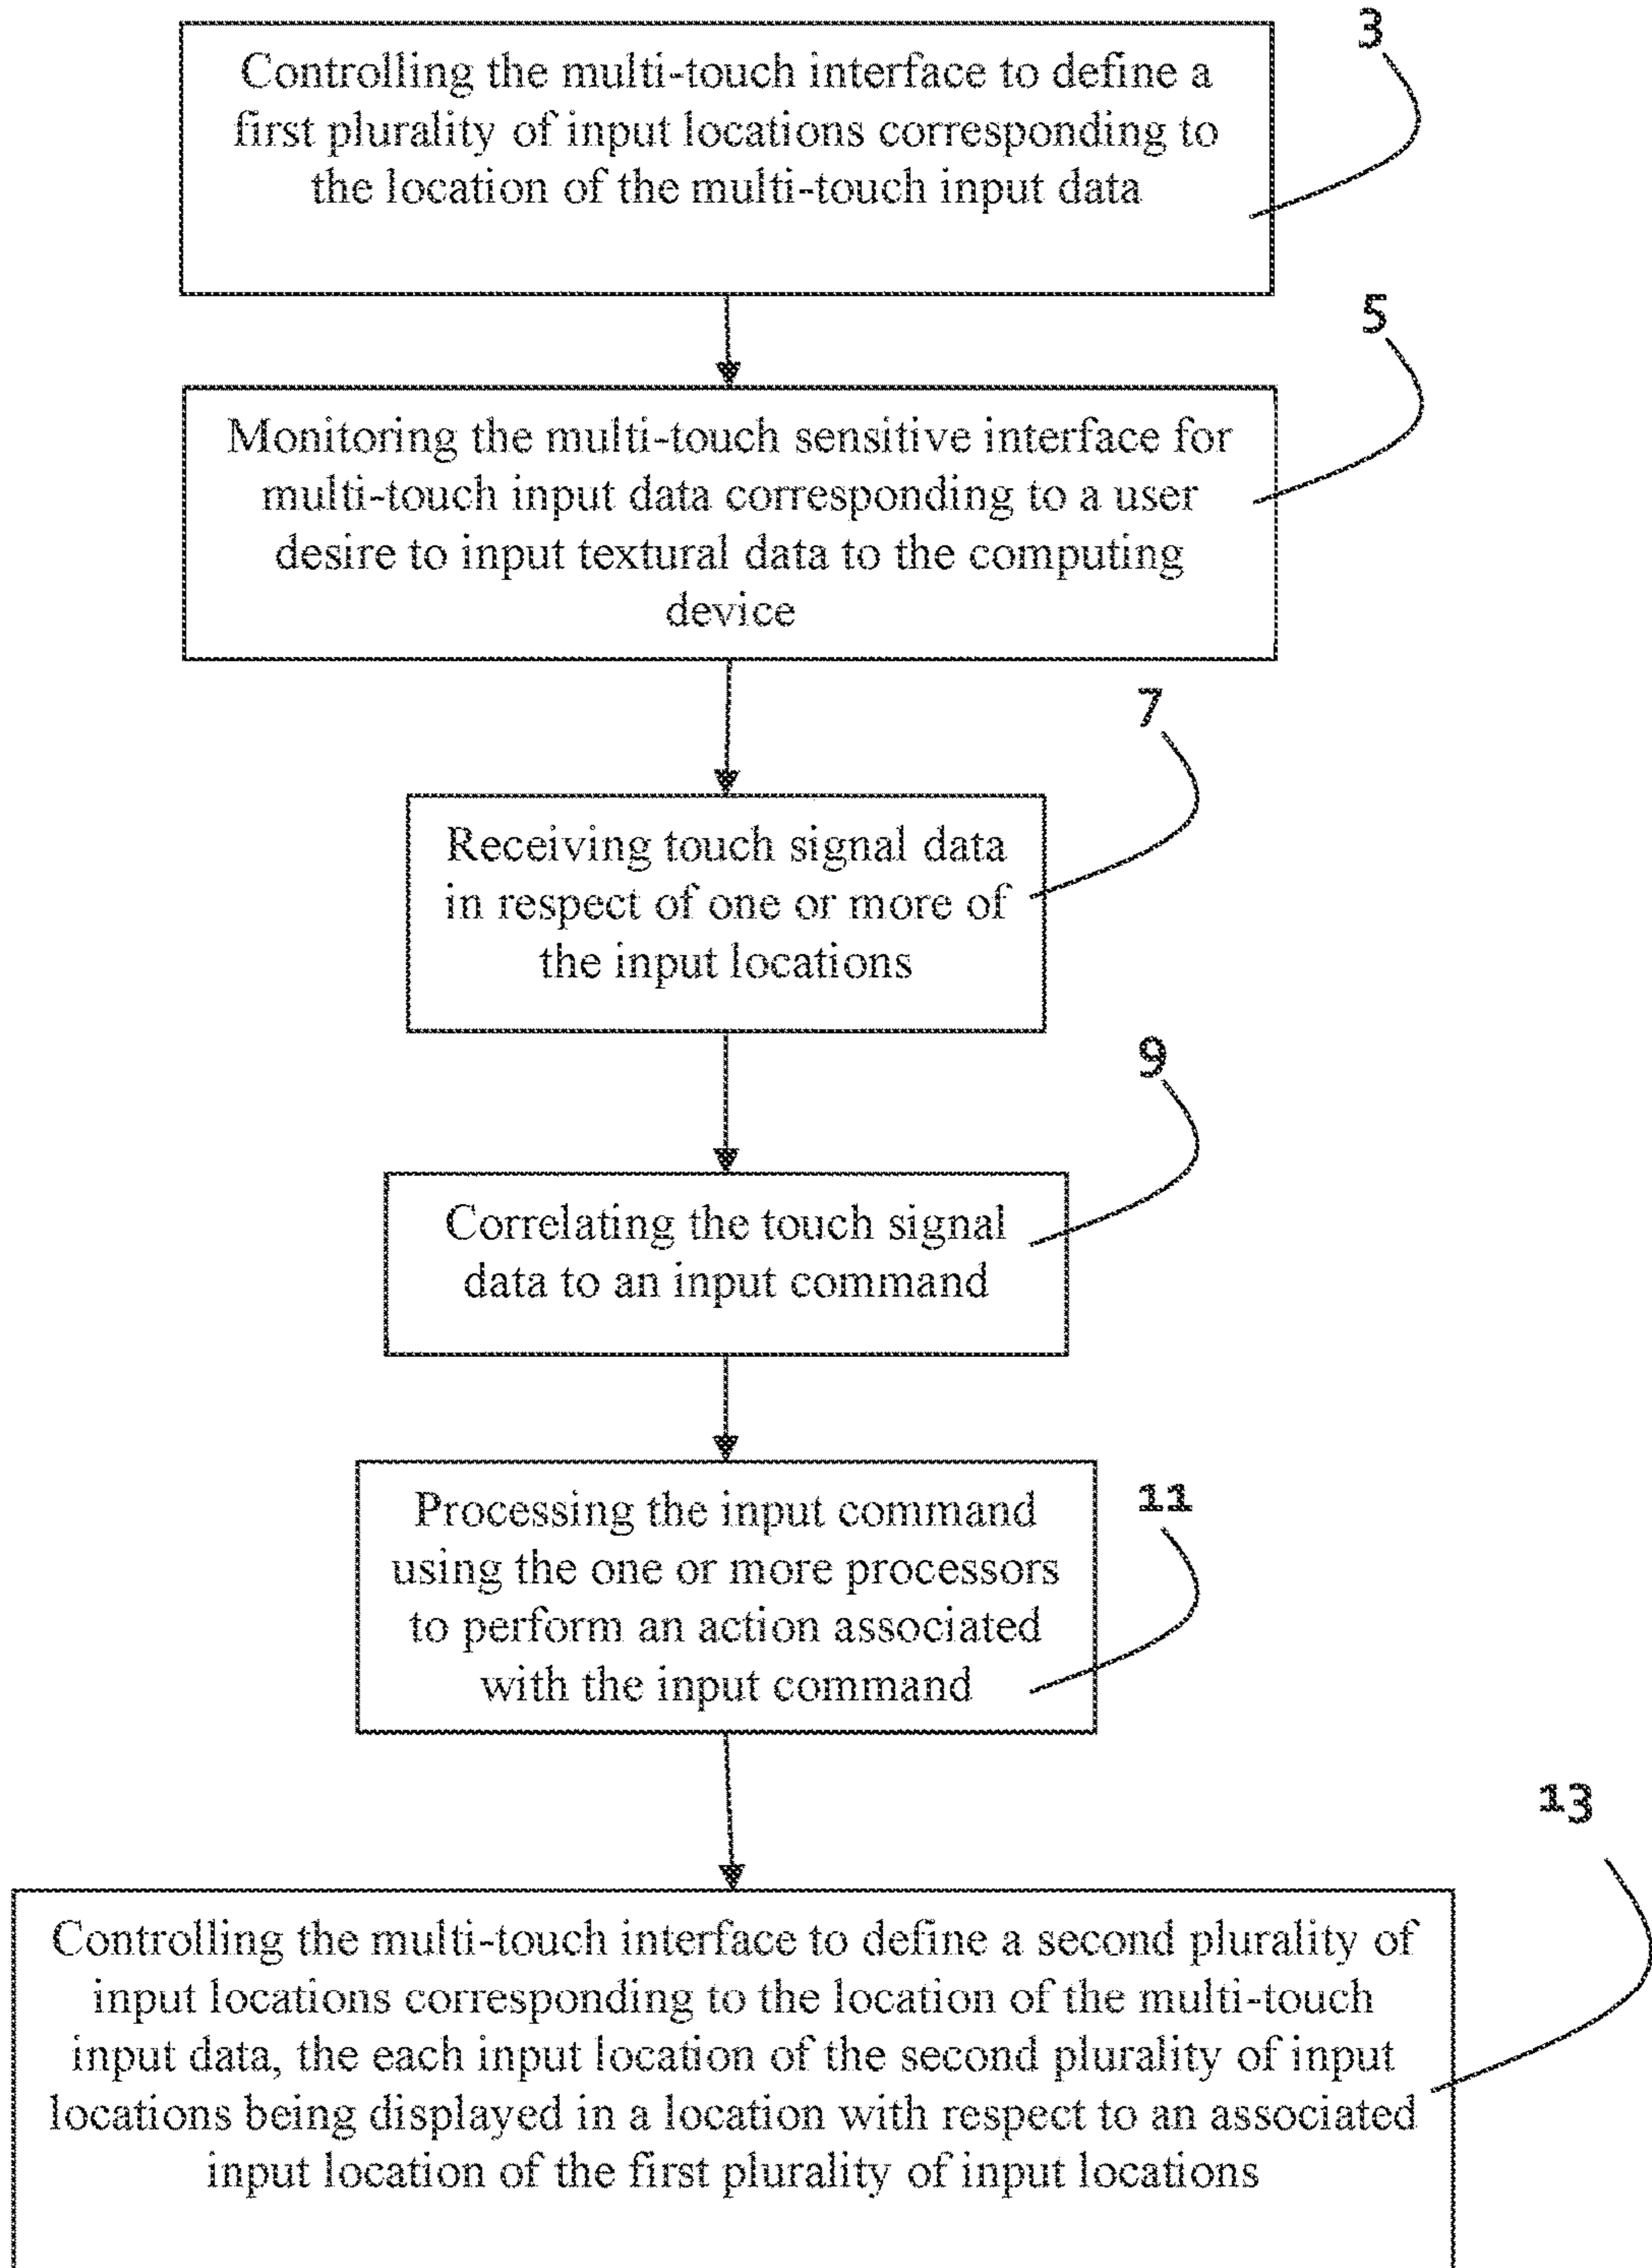 3
Controlling the multi-touch interface to define a
first plurality of input locations corresponding to
the location of the multi-touch input data
5
Monitoring the multi-touch sensitive interface for
multi-touch input data corresponding to a user
desire to input textural data to the computing
device
7
Receiving touch signal data
in respect of one or more of
the input locations
9
Correlating the touch signal
data to an input command
11
Processing the input command
using the one or more processors
to perform an action associated
with the input command
13
Controlling the multi-touch interface to define a second plurality of
input locations corresponding to the location of the multi-touch
input data, the each input location of the second plurality of input
locations being displayed in a location with respect to an associated
input location of the first plurality of input locations